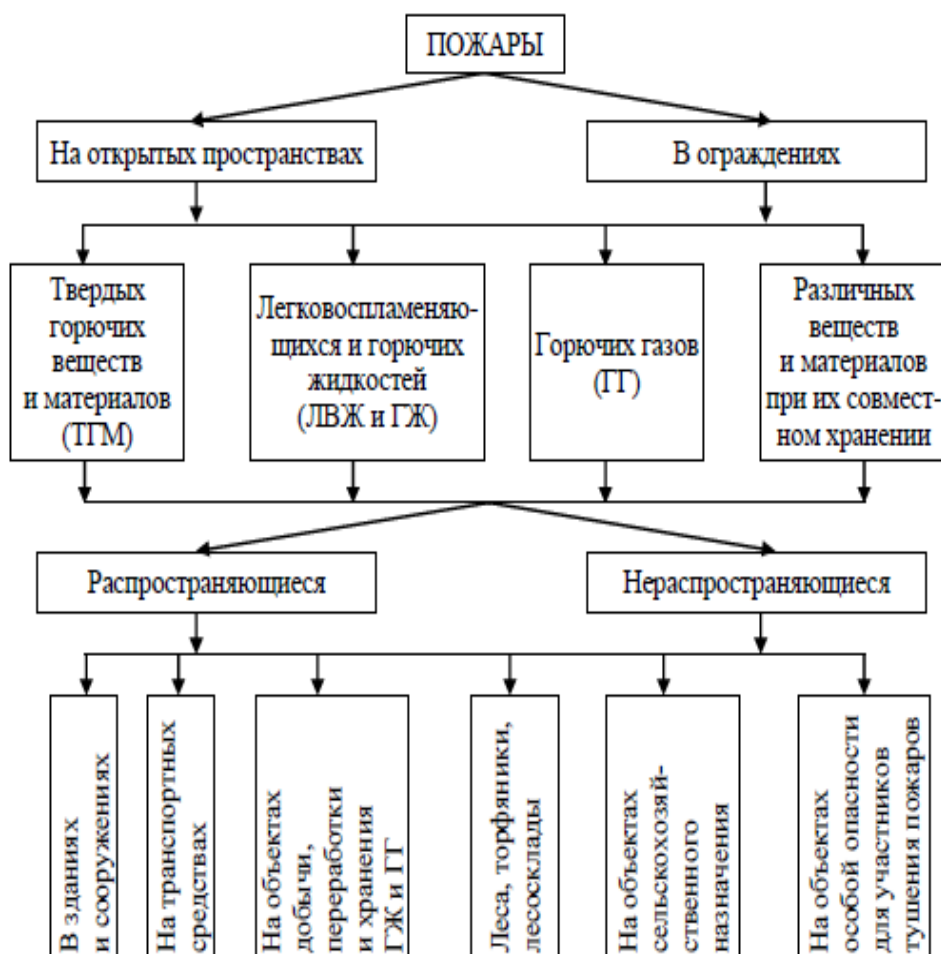 ПОЖАРЫ
На открытых пространствах
В ограждениях
Твердых
горючих
веществ
и материалов
(ТГМ)
Легковоспламеняю-
щихся и горючих
жидкостей
(ЛВЖ и ГЖ)
Горючих газов
(ГГ)
Различных
веществ
и материалов
при их совмест-
ном хранении
Распространяющиеся
Нераспространяющиеся
В зданиях
и сооружениях
На транспортных
средствах
На объектах
добычи,
переработки
и хранения
ГЖ и ГГ
Леса, торфяники,
лесосклады
На объектах
сельскохозяй-
ственного
назначения
На объектах
особой опасности
для участников
тушения пожаров